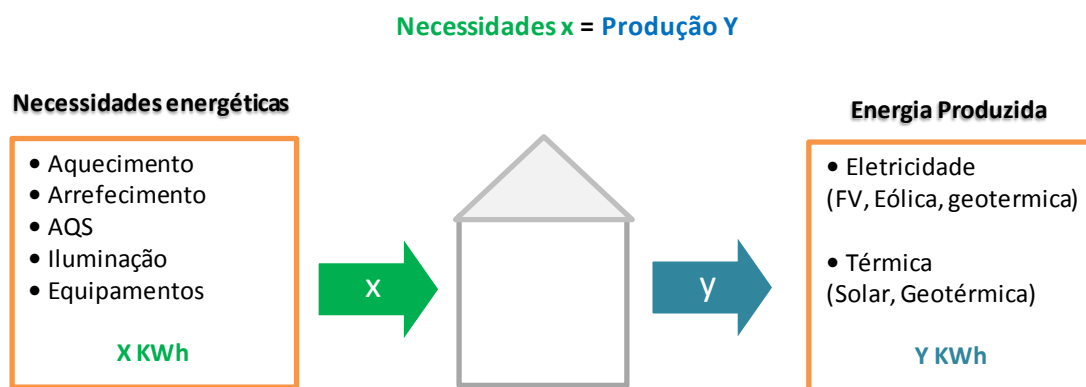 Necessidades x = Produção Y
Necessidades energéticas
• Aquecimento
• Arrefecimento
• AQS
• Iluminação
• Equipamentos
X KWh
x
y
Energia Produzida
• Eletricidade
(FV, Eólica, geotermica)
• Térmica
(Solar, Geotérmica)
Y KWh